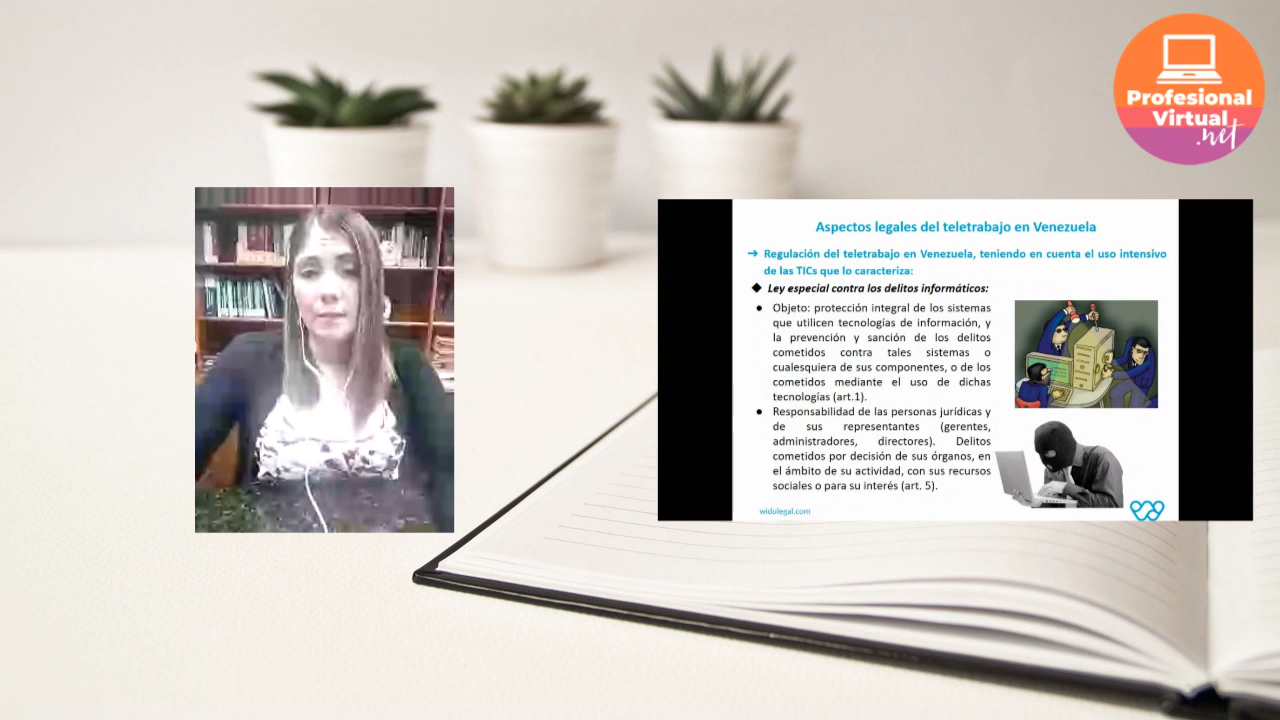 Profesional
Virtual
.net
Aspectos legales del teletrabajo en Venezuela
➔ Regulación del teletrabajo en Venezuela, teniendo en cuenta el uso intensivo
de las TICs que lo caracteriza:
◆ Ley especial contra los delitos informáticos:
● Objeto: protección integral de los sistemas
que utilicen tecnologías de información, y
la prevención y sanción de los delitos
cometidos contra tales sistemas o
cualesquiera de sus componentes, o de los
cometidos mediante el uso de dichas
tecnologías (art.1).
● Responsabilidad de las personas jurídicas y
de sus representantes (gerentes,
administradores, directores). Delitos
cometidos por decisión de sus órganos, en
el ámbito de su actividad, con sus recursos
sociales o para su interés (art. 5).
widulegal.com